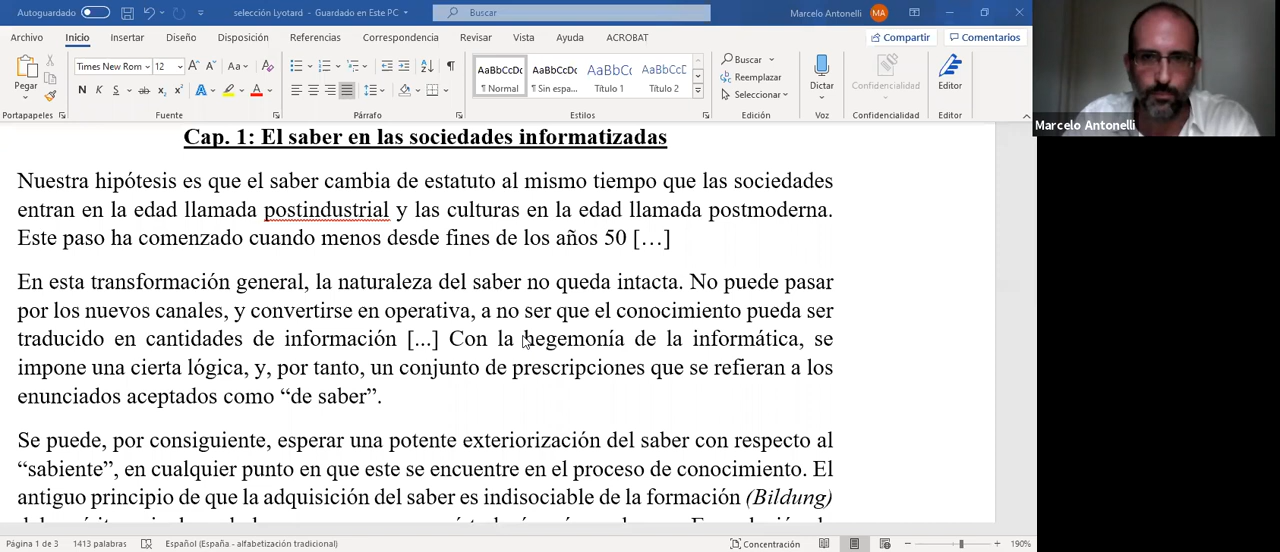 Autoguardado
selección Lyotard - Guardado en Este PC
Buscar
Marcelo Antonelli
MA
Archivo Inicio Insertar Diseño Disposición Referencias Correspondencia Revisar Vista Ayuda ACROBAT
Compartir
Comentarios
Pegar
Times New Rom
12
A A Aa A
N K S ab x₂ x² A A
AaBbCcDc AaBbCcDc AaBbCc AaBbCcD
¶ Normal ¶ Sin espa... Título 1 Título 2
Buscar
Reemplazar
Seleccionar
Dictar
Confidencialidad
Editor
Portapapeles Fuente Párrafo Estilos Edición Voz Confidencialidad Editor
Marcelo Antonelli
Cap. 1: El saber en las sociedades informatizadas
Nuestra hipótesis es que el saber cambia de estatuto al mismo tiempo que las sociedades
entran en la edad llamada postindustrial y las culturas en la edad llamada postmoderna.
Este paso ha comenzado cuando menos desde fines de los años 50 […]
En esta transformación general, la naturaleza del saber no queda intacta. No puede pasar
por los nuevos canales, y convertirse en operativa, a no ser que el conocimiento pueda ser
traducido en cantidades de información [...] Con la hegemonía de la informática, se
impone una cierta lógica, y, por tanto, un conjunto de prescripciones que se refieran a los
enunciados aceptados como “de saber”.
Se puede, por consiguiente, esperar una potente exteriorización del saber con respecto al
“sabiente”, en cualquier punto en que este se encuentre en el proceso de conocimiento. El
antiguo principio de que la adquisición del saber es indisociable de la formación (Bildung)
Página 1 de 3 1413 palabras Español (España - alfabetización tradicional) Concentración 190%